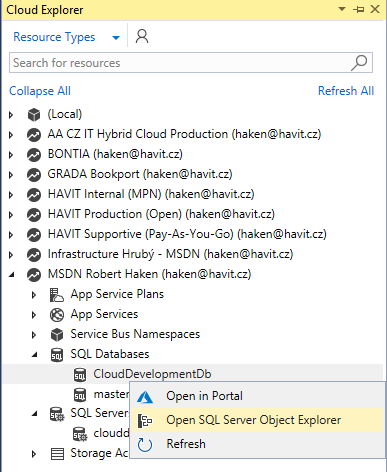 Cloud Explorer
Resource Types
Search for resources
Collapse All Refresh All
(Local)
AA CZ IT Hybrid Cloud Production (haken@havit.cz)
BONTIA (haken@havit.cz)
GRADA Bookport (haken@havit.cz)
HAVIT Internal (MPN) (haken@havit.cz)
HAVIT Production (Open) (haken@havit.cz)
HAVIT Supportive (Pay-As-You-Go) (haken@havit.cz)
Infrastructure Hrubý - MSDN (haken@havit.cz)
MSDN Robert Haken (haken@havit.cz)
App Service Plans
App Services
Service Bus Namespaces
SQL Databases
CloudDevelopmentDb
master
Open in Portal
SQL Server
Open SQL Server Object Explorer
cloudd
Refresh
Storage Ac